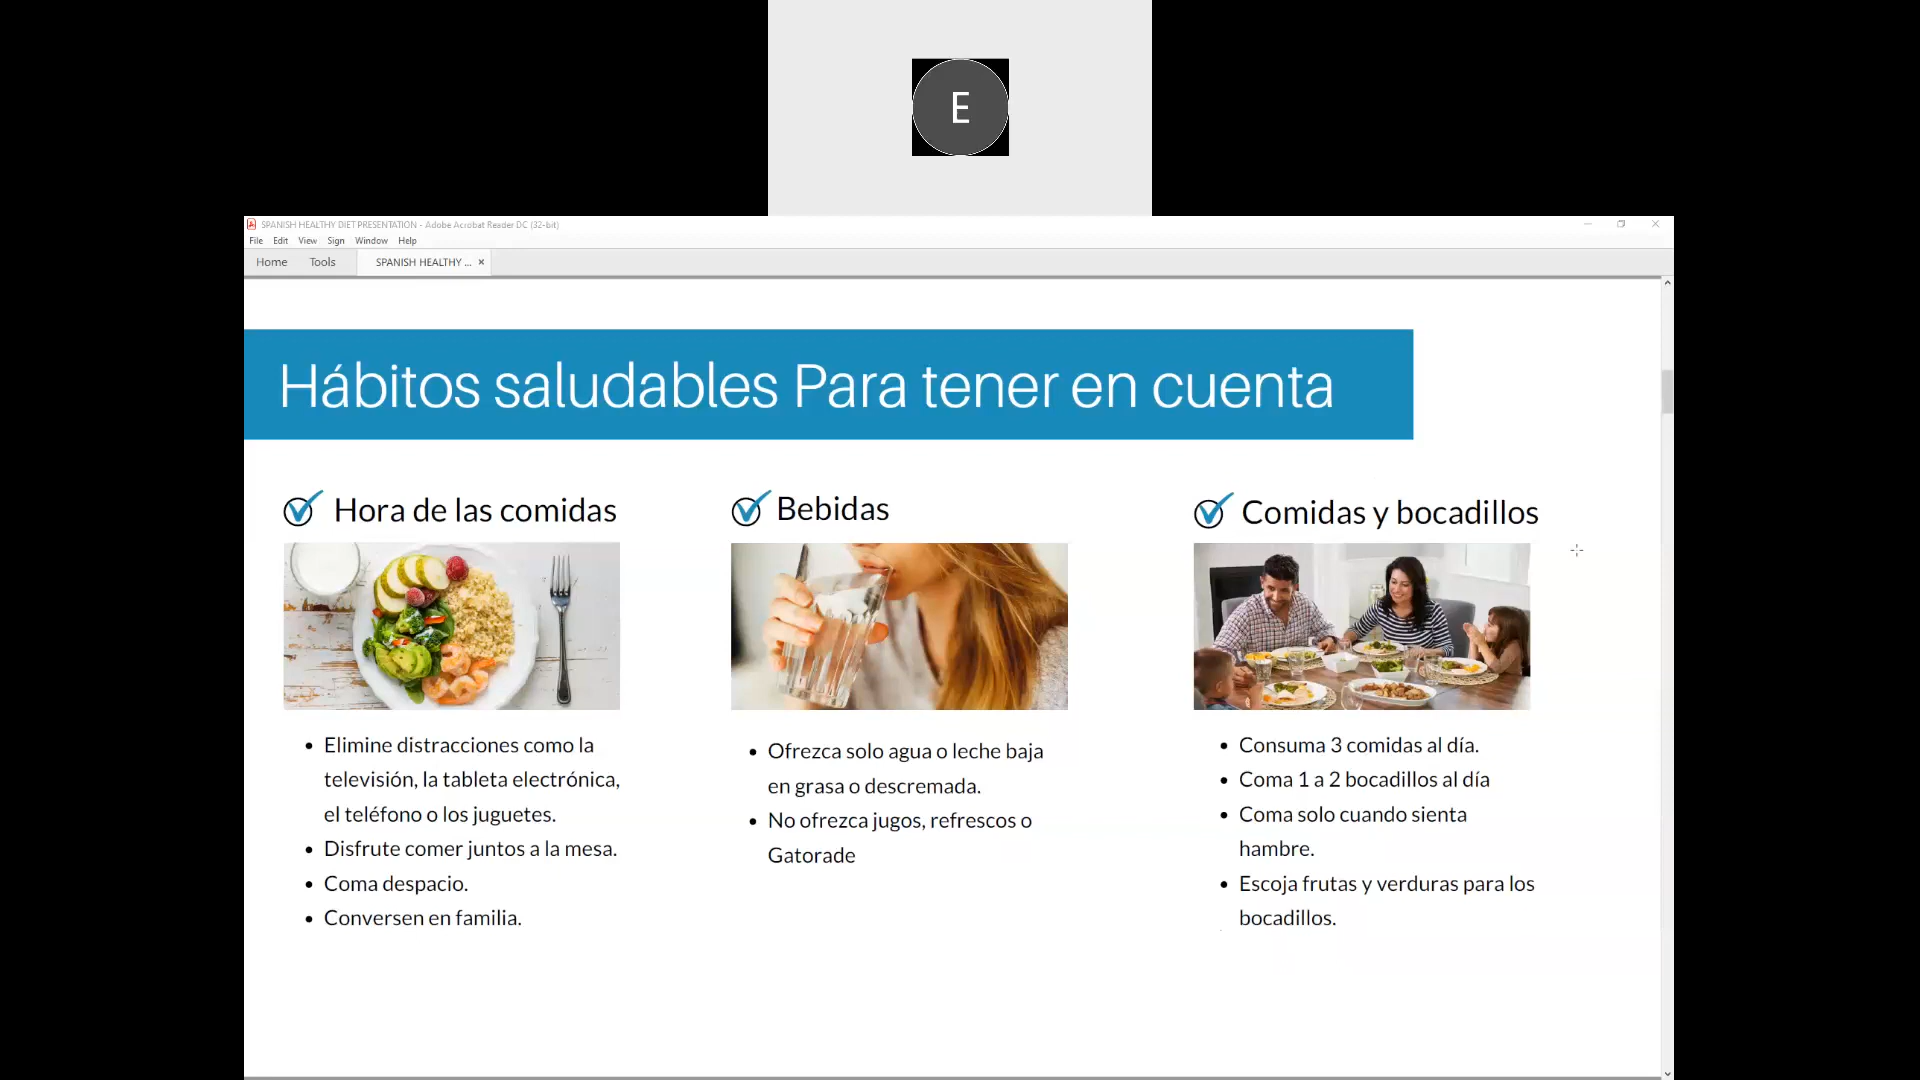 E
SPANISH HEALTHY DIET PRESENTATION - Adobe Acrobat Reader DC (32-bit)
File Edit View Sign Window Help
Home Tools SPANISH HEALTHY ... ×
Hábitos saludables Para tener en cuenta
Hora de las comidas
• Elimine distracciones como la
televisión, la tableta electrónica,
el teléfono o los juguetes.
• Disfrute comer juntos a la mesa.
• Coma despacio.
• Conversen en familia.
Bebidas
• Ofrezca solo agua o leche baja
en grasa o descremada.
• No ofrezca jugos, refrescos o
Gatorade
Comidas y bocadillos
• Consuma 3 comidas al día.
• Coma 1 a 2 bocadillos al día
• Coma solo cuando sienta
hambre.
• Escoja frutas y verduras para los
bocadillos.